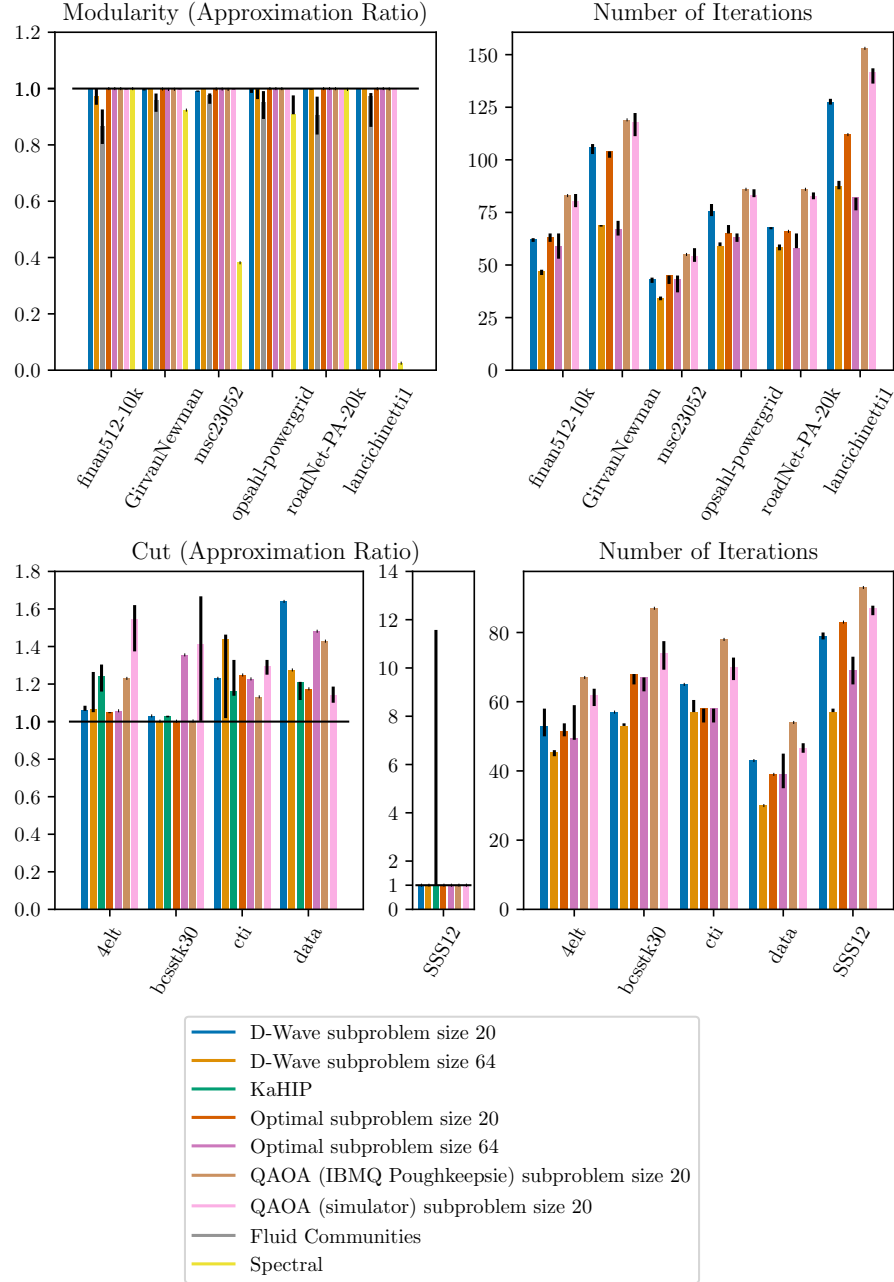 Modularity (Approximation Ratio)
1.2
1.0
1.0
0.8
0.6
0.4
0.2
0.0
finan512-10k
GirvanNewman
msc23052
opsahl-powergrid
roadNet-PA-20k
lancichinetti1
Number of Iterations
150
125
100
75
50
25
0
finan512-10k
GirvanNewman
msc23052
opsahl-powergrid
roadNet-PA-20k
lancichinetti1
Cut (Approximation Ratio)
1.8
1.6
1.4
1.2
1.0
1.0
0.8
0.6
0.4
0.2
0.0
4elt
bcsstk30
cti
data
14
12
10
8
6
4
2
1
0
SSS12
Number of Iterations
80
60
40
20
0
4elt
bcsstk30
cti
data
SSS12
D-Wave subproblem size 20
D-Wave subproblem size 64
KaHIP
Optimal subproblem size 20
Optimal subproblem size 64
QAOA (IBMQ Poughkeepsie) subproblem size 20
QAOA (simulator) subproblem size 20
Fluid Communities
Spectral